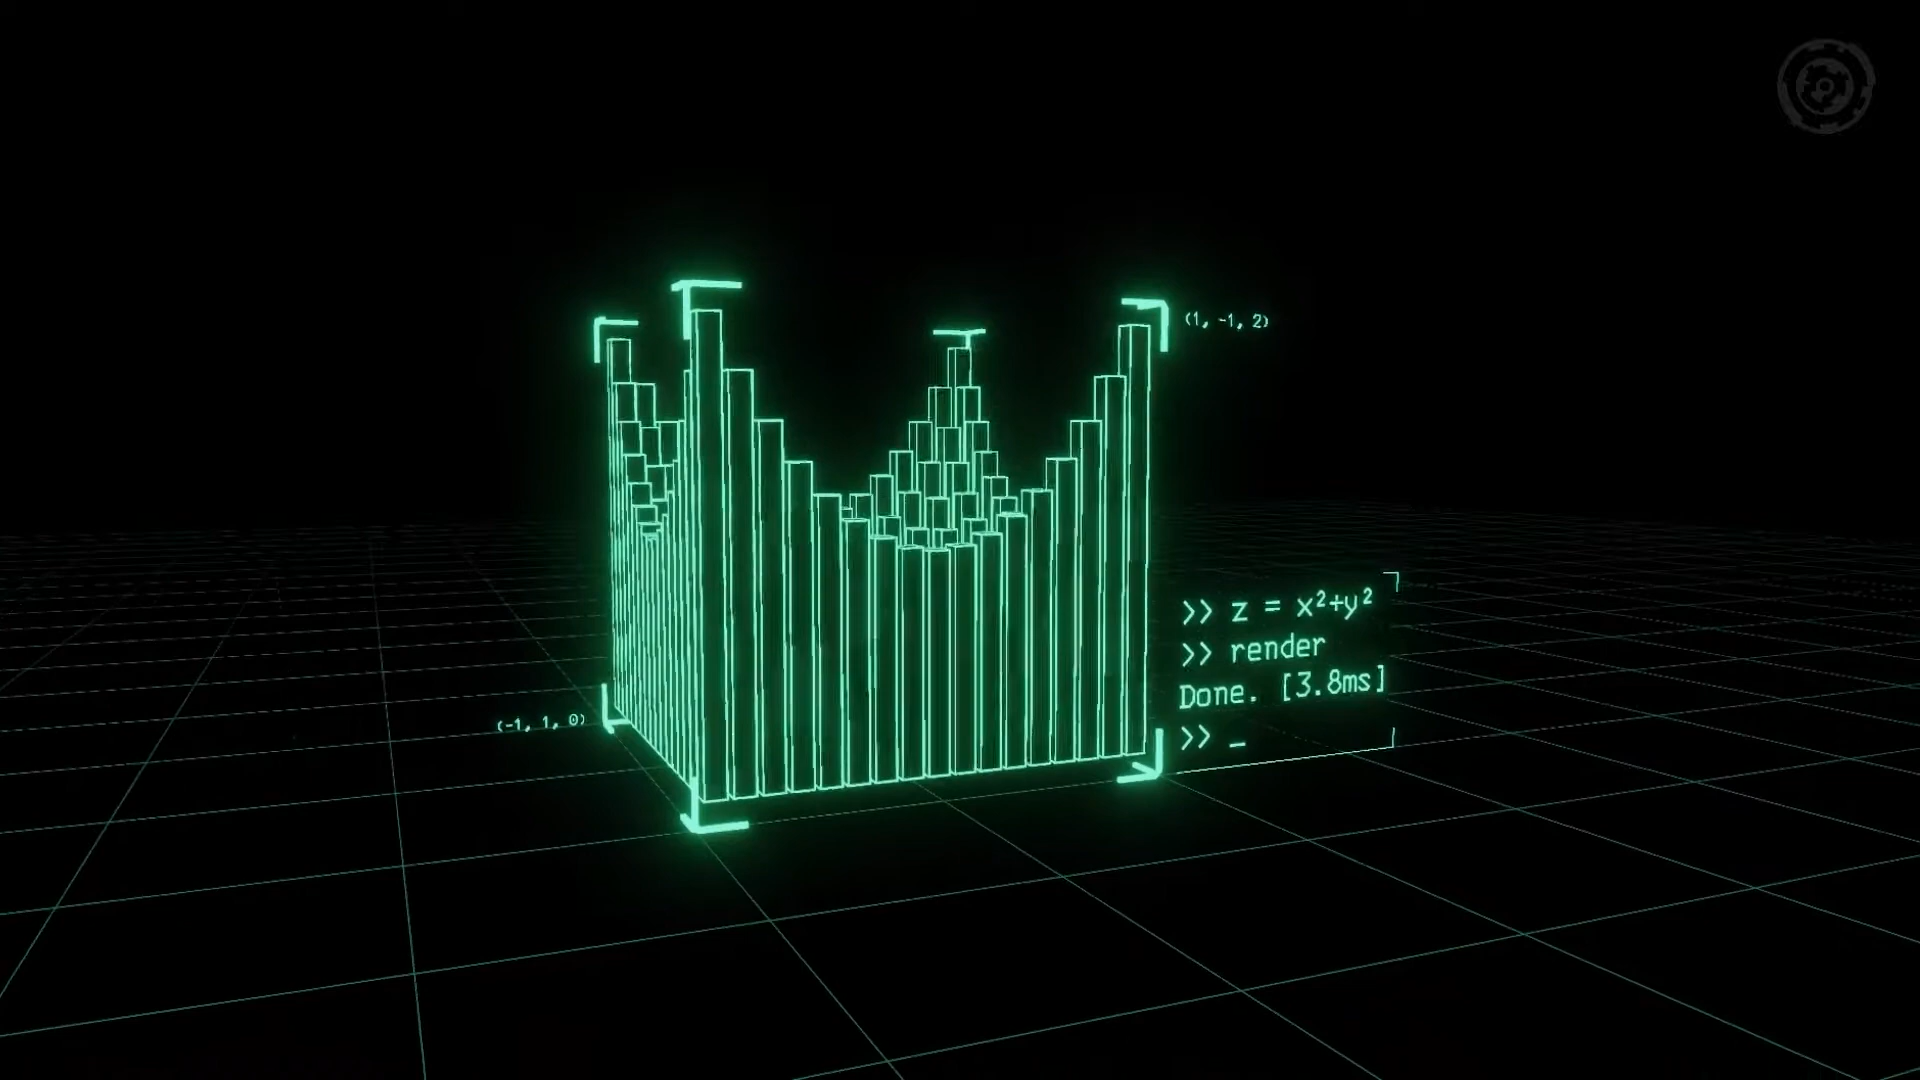 (1, -1, 2)
>> z = x²+y²
>> render
Done. [3.8ms]
>> _
(-1, 1, 0)